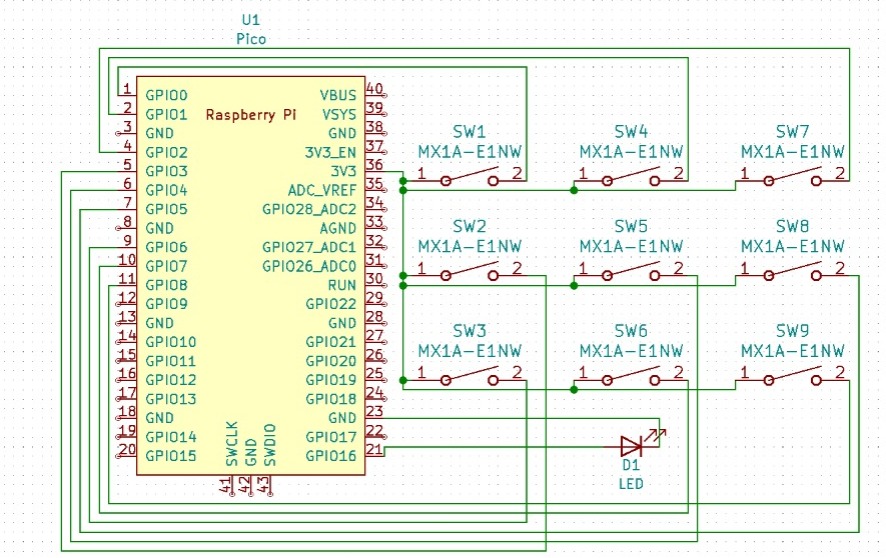 U1
Pico
1 GPIO0 VBUS 40
2 GPIO1 Raspberry Pi VSYS 39
3 GND GND 38
4 GPIO2 3V3_EN 37
5 GPIO3 3V3 36
6 GPIO4 ADC_VREF 35
7 GPIO5 GPIO28_ADC2 34
8 GND AGND 33
9 GPIO6 GPIO27_ADC1 32
10 GPIO7 GPIO26_ADC0 31
11 GPIO8 RUN 30
12 GPIO9 GPIO22 29
13 GND GND 28
14 GPIO10 GPIO21 27
15 GPIO11 GPIO20 26
16 GPIO12 GPIO19 25
17 GPIO13 GPIO18 24
18 GND GND 23
19 GPIO14 GPIO17 22
20 GPIO15 GPIO16 21
SWCLK GND SWDIO
41 42 43
SW1 SW4 SW7
MX1A-E1NW MX1A-E1NW MX1A-E1NW
1 2 1 2 1 2
SW2 SW5 SW8
MX1A-E1NW MX1A-E1NW MX1A-E1NW
1 2 1 2 1 2
SW3 SW6 SW9
MX1A-E1NW MX1A-E1NW MX1A-E1NW
1 2 1 2 1 2
D1
LED